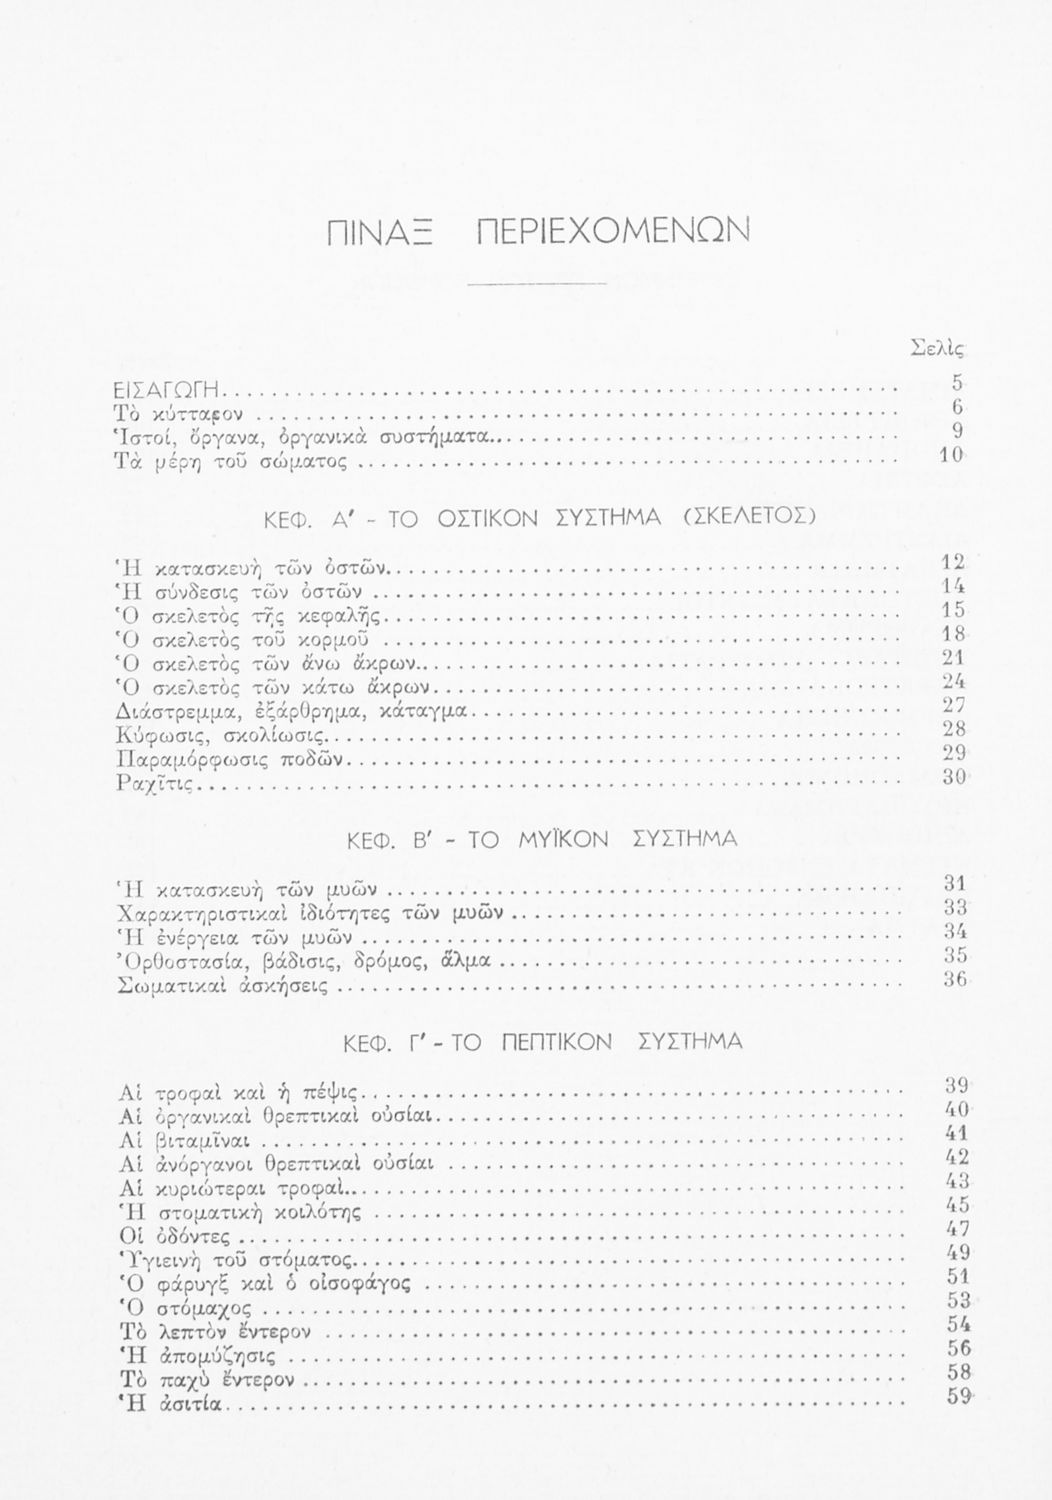 ΠΙΝΑΞ ΠΕΡΙΕΧΟΜΕΝΩΝ
Σελὶς
ΕΙΣΑΓΩΓΗ 5
Τὸ κύτταρον 6
Ἱστοί, ὄργανα, ὀργανικὰ συστήματα 9
Τὰ μέρη τοῦ σώματος 10
ΚΕΦ. Α' - ΤΟ ΟΣΤΙΚΟΝ ΣΥΣΤΗΜΑ (ΣΚΕΛΕΤΟΣ)
Ἡ κατασκευὴ τῶν ὀστῶν 12
Ἡ σύνδεσις τῶν ὀστῶν 14
Ὁ σκελετὸς τῆς κεφαλῆς 15
Ὁ σκελετὸς τοῦ κορμοῦ 18
Ὁ σκελετὸς τῶν ἄνω ἄκρων 21
Ὁ σκελετὸς τῶν κάτω ἄκρων 24
Διάστρεμμα, ἐξάρθρημα, κάταγμα 27
Κύφωσις, σκολίωσις 28
Παραμόρφωσις ποδῶν 29
Ραχῖτις 30
ΚΕΦ. Β' - ΤΟ ΜΥΪΚΟΝ ΣΥΣΤΗΜΑ
Ἡ κατασκευὴ τῶν μυῶν 31
Χαρακτηριστικαὶ ἰδιότητες τῶν μυῶν 33
Ἡ ἐνέργεια τῶν μυῶν 34
Ὀρθοστασία, βάδισις, δρόμος, ἅλμα 35
Σωματικαὶ ἀσκήσεις 36
ΚΕΦ. Γ' - ΤΟ ΠΕΠΤΙΚΟΝ ΣΥΣΤΗΜΑ
Αἱ τροφαὶ καὶ ἡ πέψις 39
Αἱ ὀργανικαὶ θρεπτικαὶ οὐσίαι 40
Αἱ βιταμῖναι 41
Αἱ ἀνόργανοι θρεπτικαὶ οὐσίαι 42
Αἱ κυριώτεραι τροφαὶ 43
Ἡ στοματικὴ κοιλότης 45
Οἱ ὀδόντες 47
Ὑγιεινὴ τοῦ στόματος 49
Ὁ φάρυγξ καὶ ὁ οἰσοφάγος 51
Ὁ στόμαχος 53
Τὸ λεπτὸν ἔντερον 54
Ἡ ἀπομύζησις 56
Τὸ παχὺ ἔντερον 58
Ἡ ἀσιτία 59